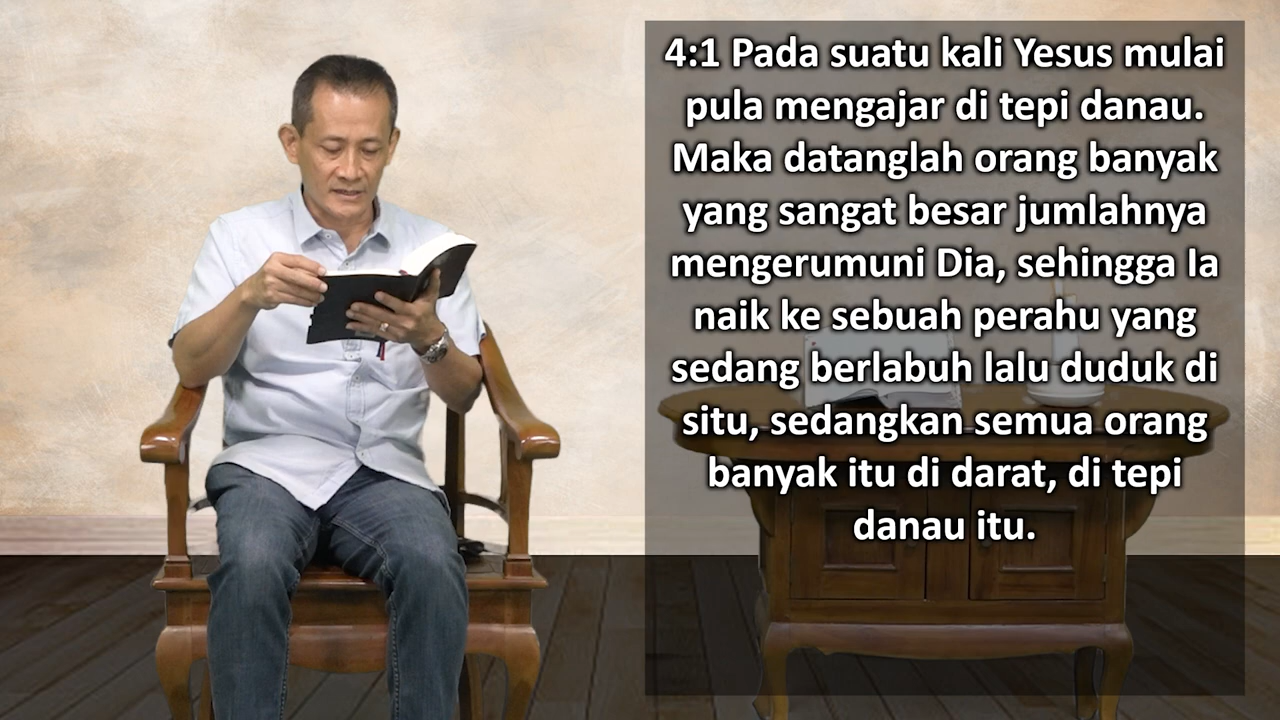 4:1 Pada suatu kali Yesus mulai
pula mengajar di tepi danau.
Maka datanglah orang banyak
yang sangat besar jumlahnya
mengerumuni Dia, sehingga Ia
naik ke sebuah perahu yang
sedang berlabuh lalu duduk di
situ, sedangkan semua orang
banyak itu di darat, di tepi
danau itu.